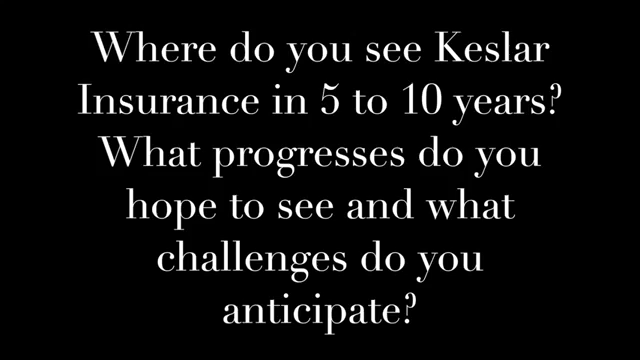 Where do you see Keslar
Insurance in 5 to 10 years?
What progresses do you
hope to see and what
challenges do you
anticipate?